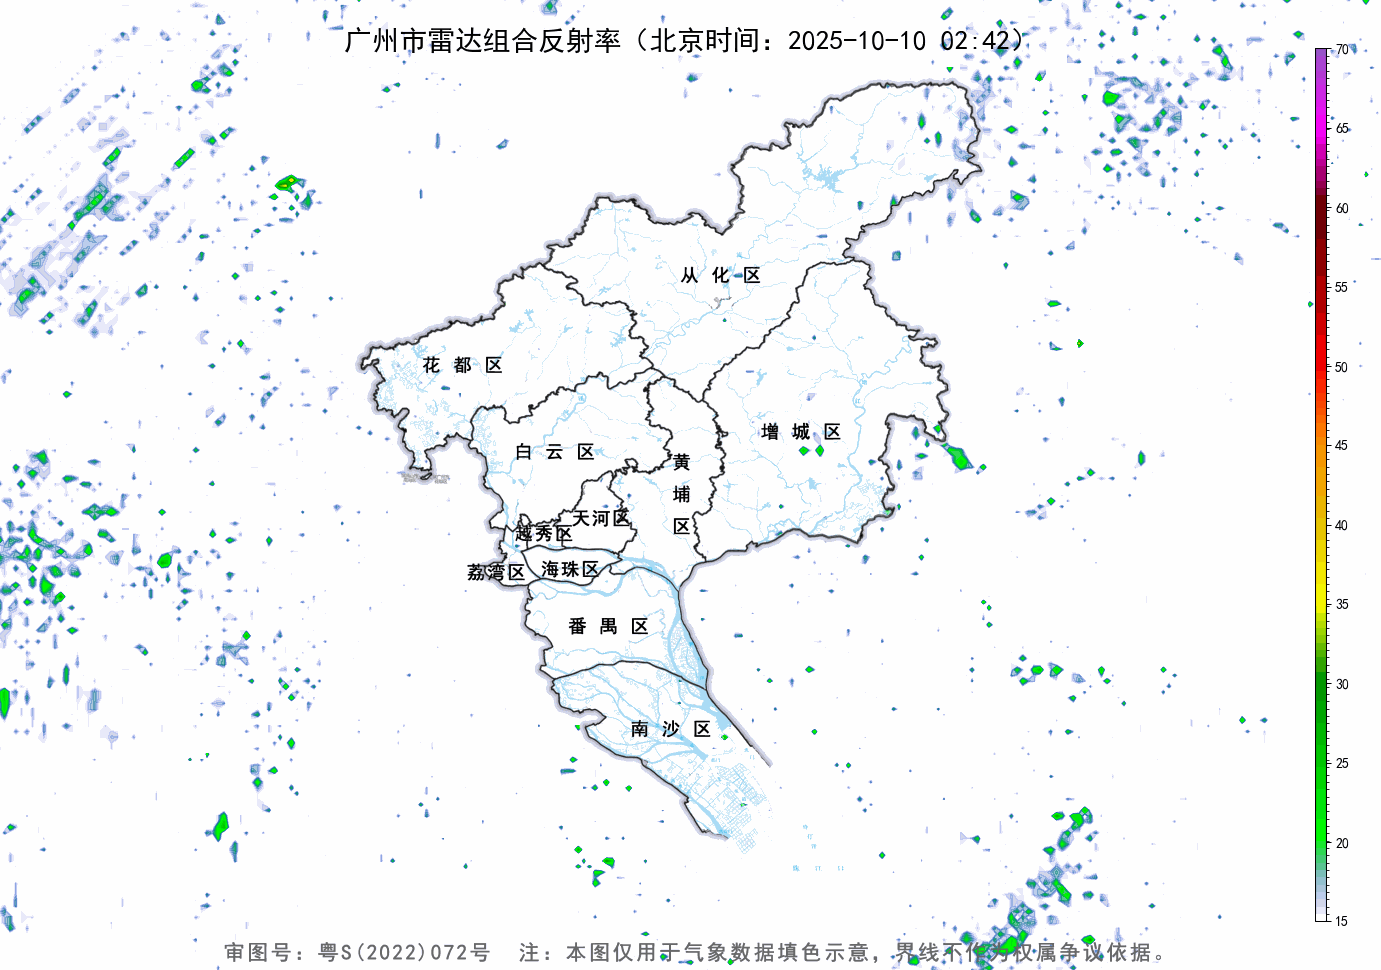 广州市雷达组合反射率（北京时间：2025-10-10 02:42）
70
65
60
55
50
45
40
35
30
25
20
15
从化区
花都区
增城区
白云区
黄埔区
天河区
越秀区
荔湾区
海珠区
番禺区
南沙区
审图号：粤S(2022)072号 注：本图仅用于气象数据填色示意，界线不作为权属争议依据。